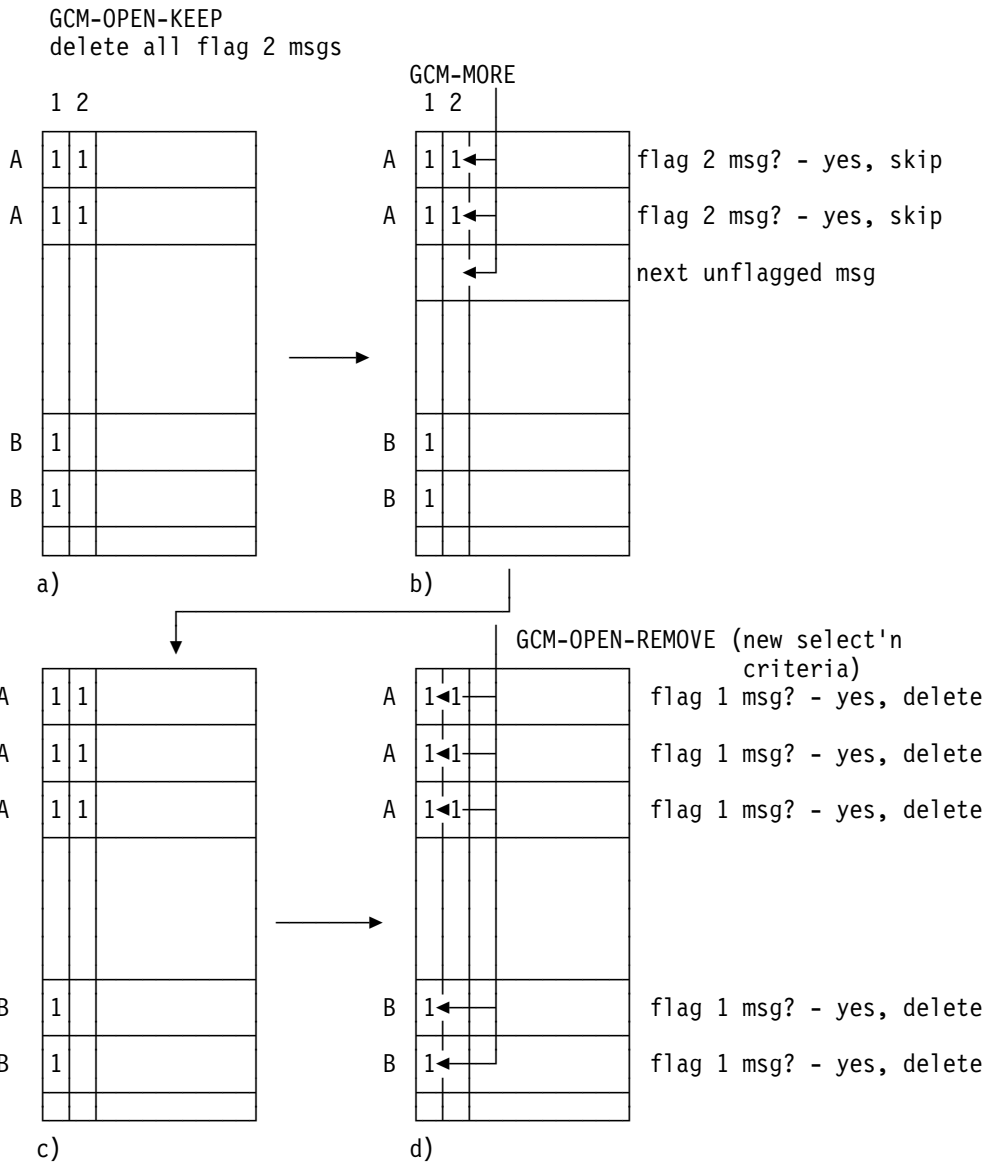 GCM-OPEN-KEEP
delete all flag 2 msgs
GCM-MORE
1 2
1 2
A 1 1
A 1 1 flag 2 msg? - yes, skip
A 1 1
A 1 1 flag 2 msg? - yes, skip
next unflagged msg
B 1
B 1
B 1
B 1
a)
b)
GCM-OPEN-REMOVE (new select'n
criteria)
A 1 1
A 1 1 flag 1 msg? - yes, delete
A 1 1
A 1 1 flag 1 msg? - yes, delete
A 1 1
A 1 1 flag 1 msg? - yes, delete
B 1
B 1 flag 1 msg? - yes, delete
B 1
B 1 flag 1 msg? - yes, delete
c)
d)